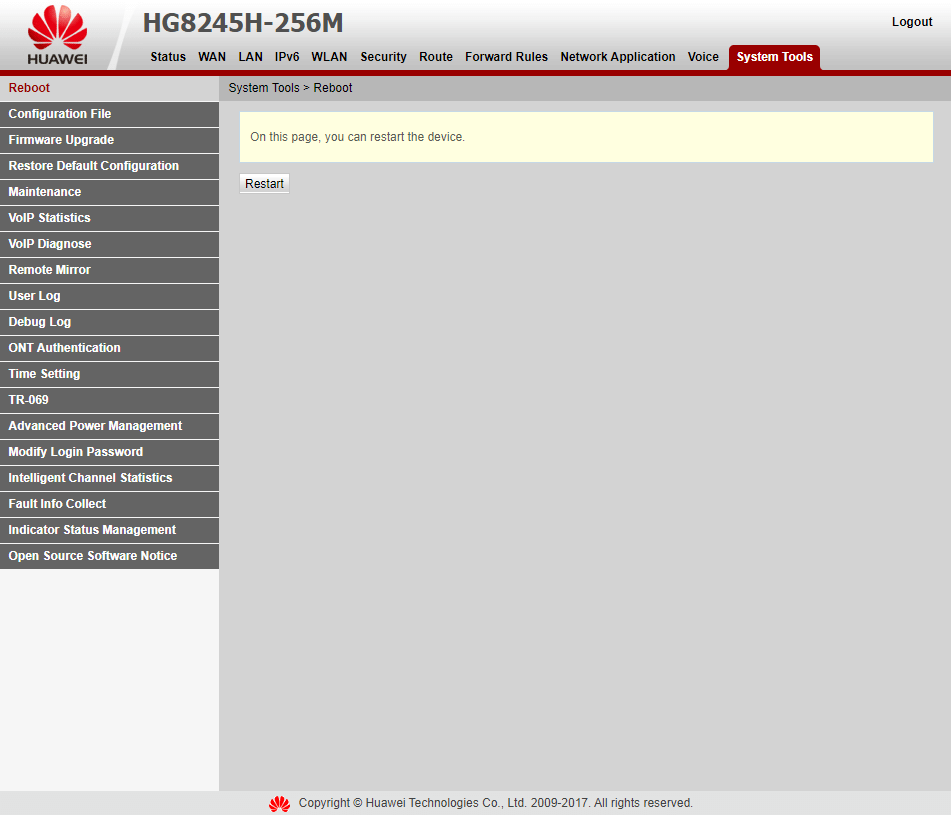 HUAWEI
HG8245H-256M
Logout
Status WAN LAN IPv6 WLAN Security Route Forward Rules Network Application Voice System Tools
Reboot
System Tools > Reboot
Configuration File
Firmware Upgrade
Restore Default Configuration
Maintenance
VoIP Statistics
VoIP Diagnose
Remote Mirror
User Log
Debug Log
ONT Authentication
Time Setting
TR-069
Advanced Power Management
Modify Login Password
Intelligent Channel Statistics
Fault Info Collect
Indicator Status Management
Open Source Software Notice
On this page, you can restart the device.
Restart
Copyright © Huawei Technologies Co., Ltd. 2009-2017. All rights reserved.